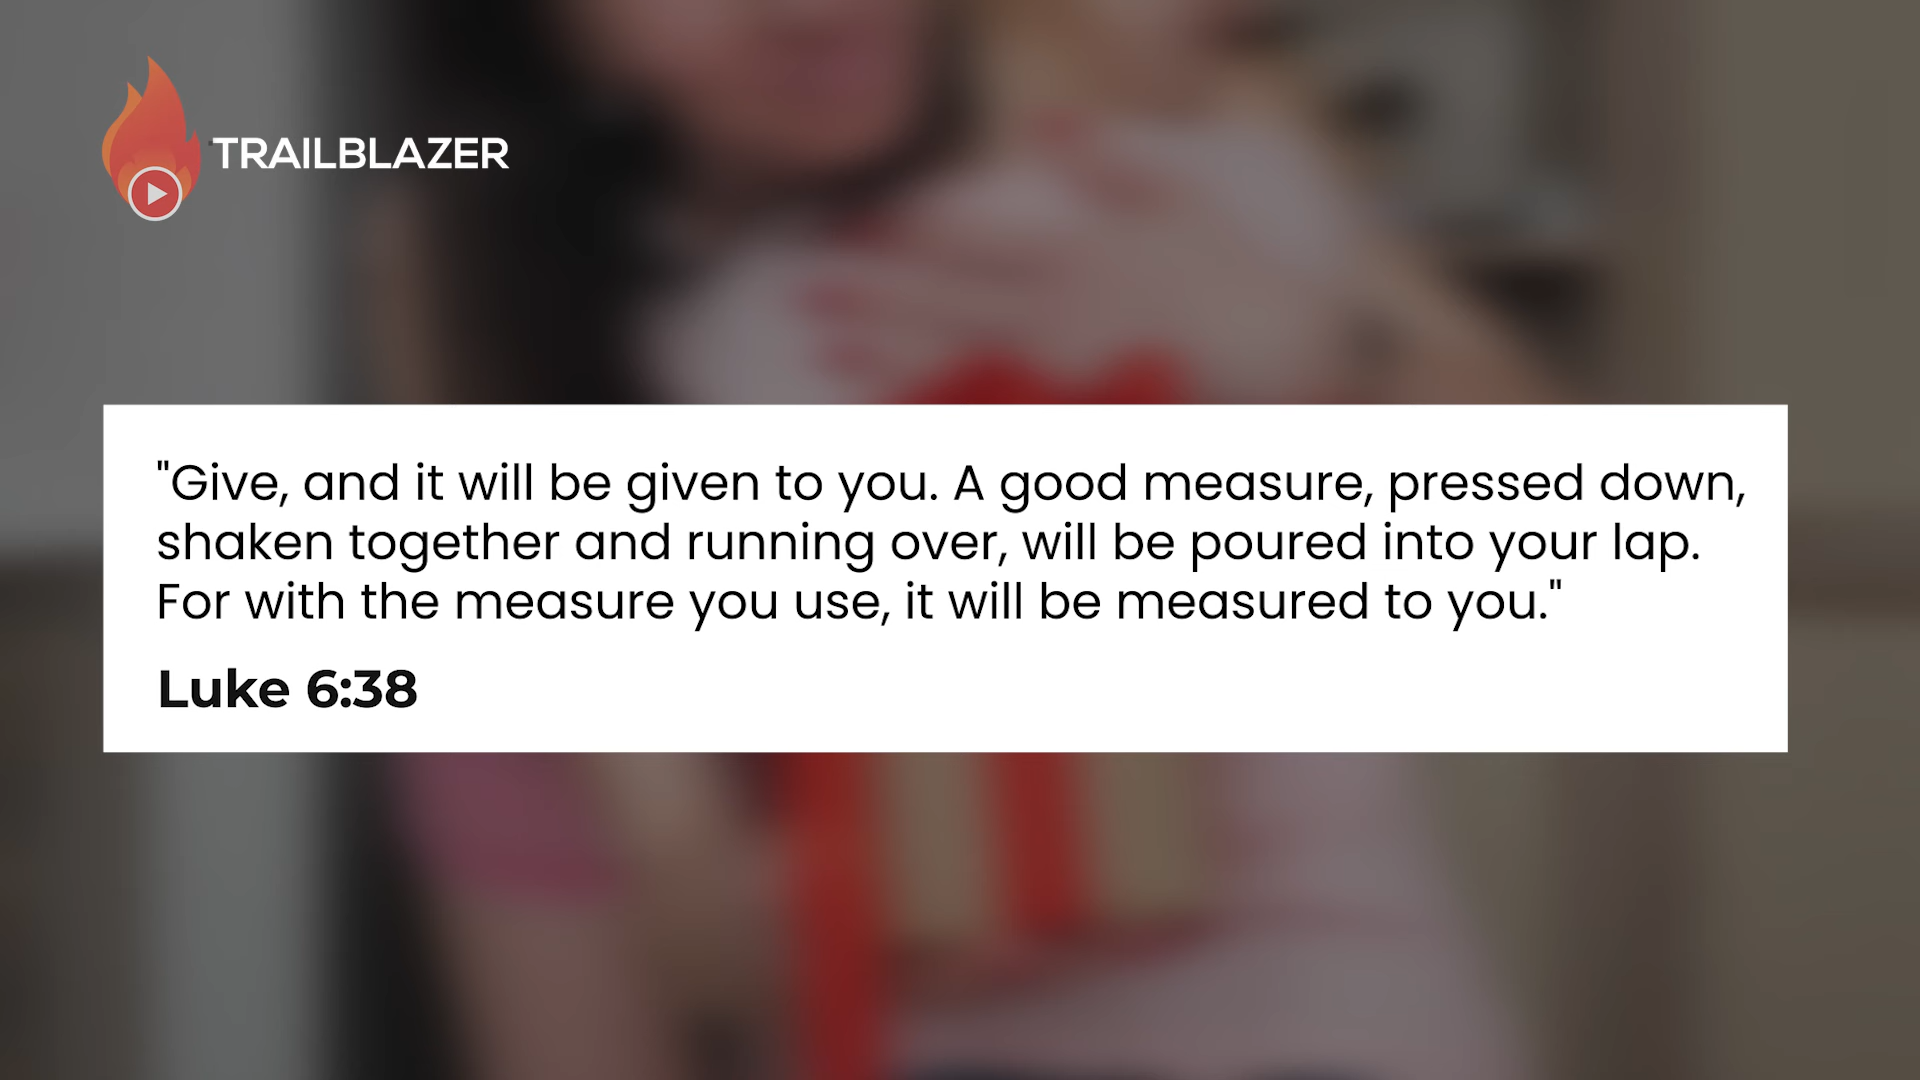 TRAILBLAZER
"Give, and it will be given to you. A good measure, pressed down,
shaken together and running over, will be poured into your lap.
For with the measure you use, it will be measured to you."
Luke 6:38